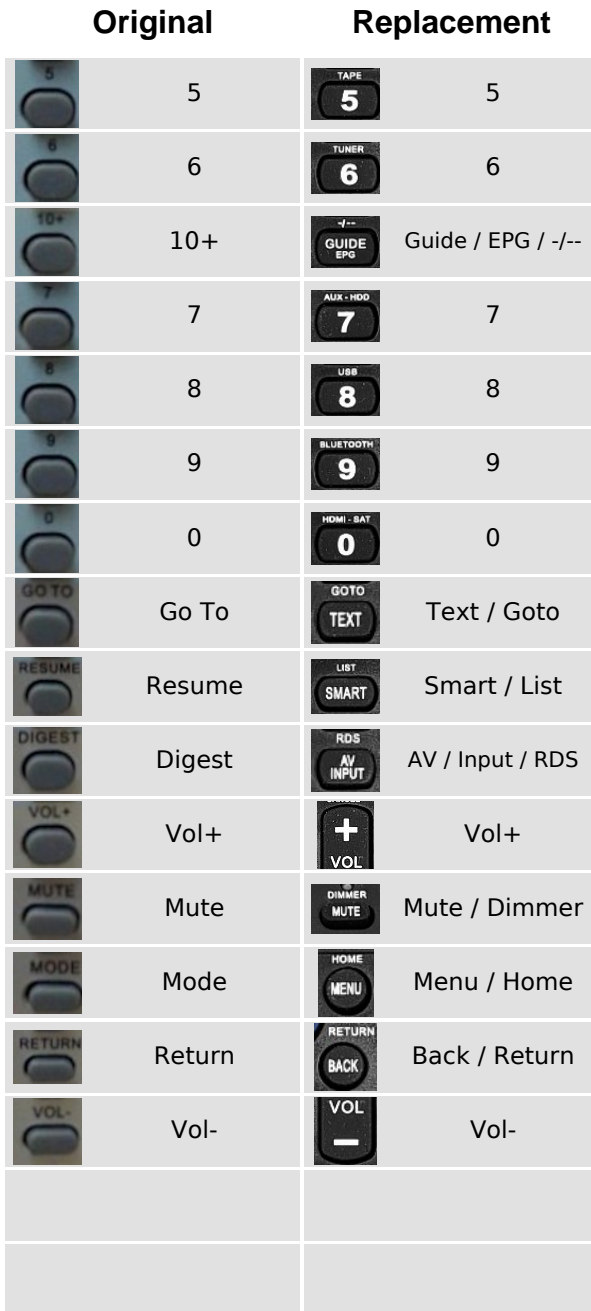 Original Replacement
5 5 TAPE 5 5
6 6 TUNER 6 6
10+ 10+ -/-- GUIDE EPG Guide / EPG / -/--
7 7 AUX - HDD 7 7
8 8 USB 8 8
9 9 BLUETOOTH 9 9
0 0 HDMI - SAT 0 0
GO TO Go To GOTO TEXT Text / Goto
RESUME Resume LIST SMART Smart / List
DIGEST Digest RDS AV INPUT AV / Input / RDS
VOL+ Vol+ + VOL Vol+
MUTE Mute DIMMER MUTE Mute / Dimmer
MODE Mode HOME MENU Menu / Home
RETURN Return RETURN BACK Back / Return
VOL- Vol- VOL - Vol-